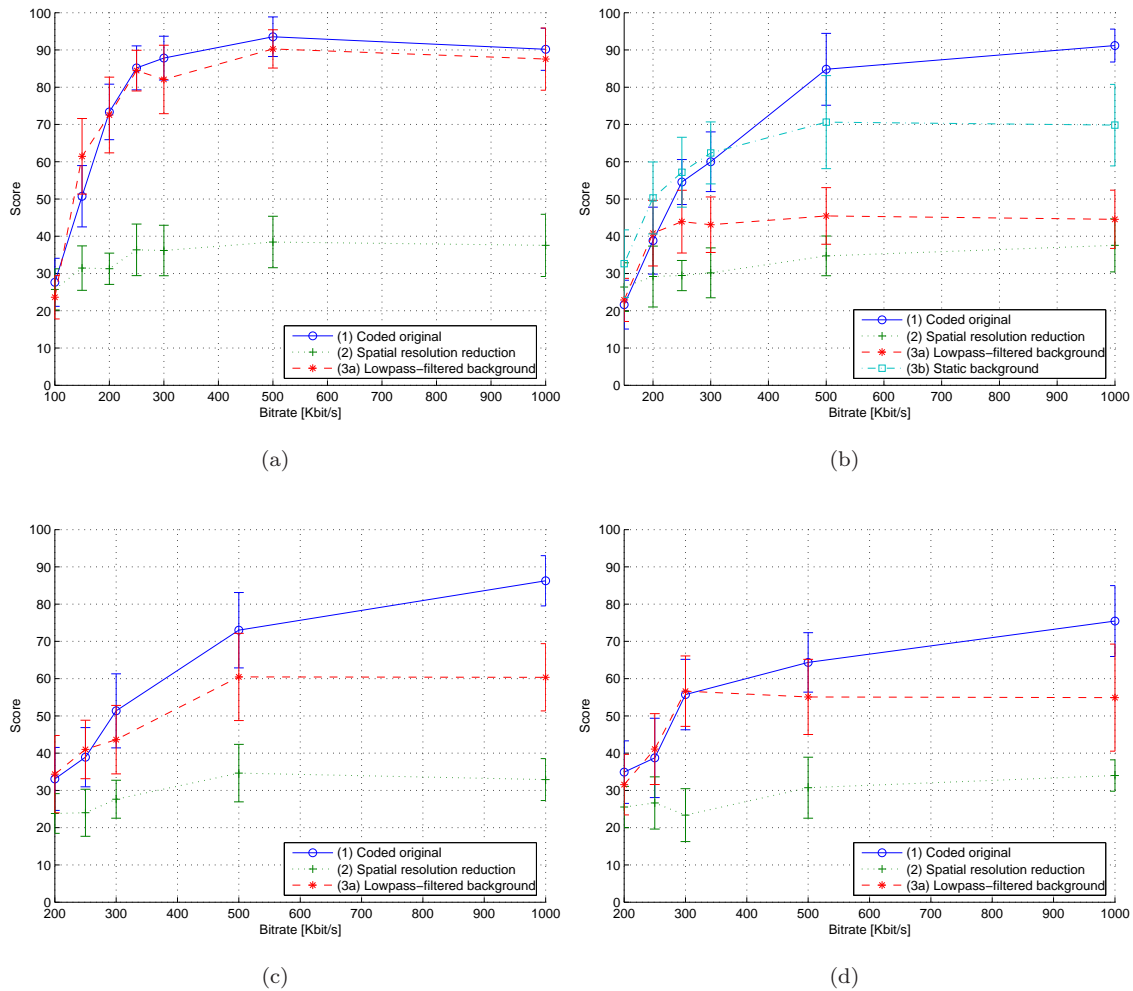 100
90
80
70
60
50
40
30
20
10
0
Score
100 200 300 400 500 600 700 800 900 1000
Bitrate [Kbit/s]
(1) Coded original
(2) Spatial resolution reduction
(3a) Lowpass−filtered background
(a)
100
90
80
70
60
50
40
30
20
10
0
Score
200 300 400 500 600 700 800 900 1000
Bitrate [Kbit/s]
(1) Coded original
(2) Spatial resolution reduction
(3a) Lowpass−filtered background
(3b) Static background
(b)
100
90
80
70
60
50
40
30
20
10
0
Score
200 300 400 500 600 700 800 900 1000
Bitrate [Kbit/s]
(1) Coded original
(2) Spatial resolution reduction
(3a) Lowpass−filtered background
(c)
100
90
80
70
60
50
40
30
20
10
0
Score
200 300 400 500 600 700 800 900 1000
Bitrate [Kbit/s]
(1) Coded original
(2) Spatial resolution reduction
(3a) Lowpass−filtered background
(d)